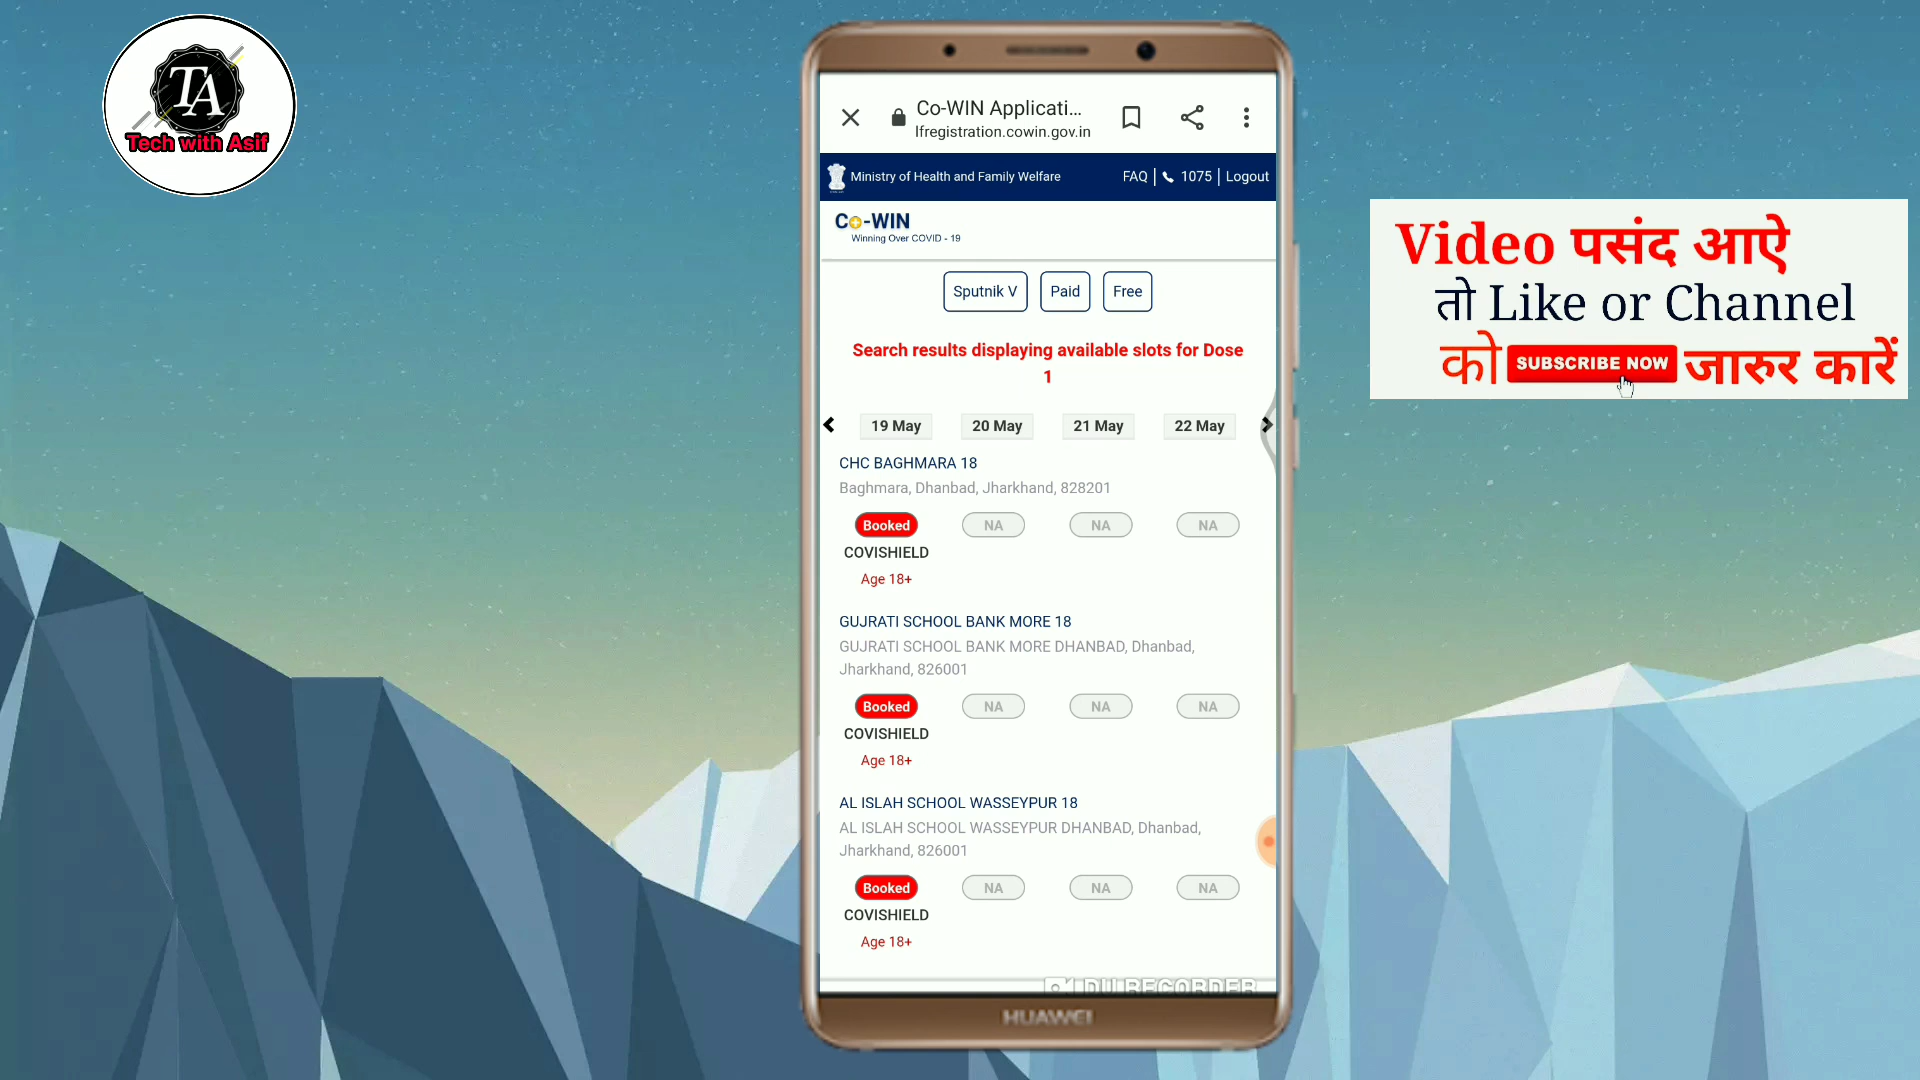 TA
Tech with Asif
Co-WIN Applicati...
lfregistration.cowin.gov.in
Ministry of Health and Family Welfare
FAQ | 1075 | Logout
Co-WIN
Winning Over COVID - 19
Sputnik V
Paid
Free
Search results displaying available slots for Dose
1
19 May
20 May
21 May
22 May
CHC BAGHMARA 18
Baghmara, Dhanbad, Jharkhand, 828201
Booked NA NA NA
COVISHIELD
Age 18+
GUJRATI SCHOOL BANK MORE 18
GUJRATI SCHOOL BANK MORE DHANBAD, Dhanbad,
Jharkhand, 826001
Booked NA NA NA
COVISHIELD
Age 18+
AL ISLAH SCHOOL WASSEYPUR 18
AL ISLAH SCHOOL WASSEYPUR DHANBAD, Dhanbad,
Jharkhand, 826001
Booked NA NA NA
COVISHIELD
Age 18+
DU RECORDER
HUAWEI
Video पसंद आऐ
तो Like or Channel
को SUBSCRIBE NOW जारुर कारें